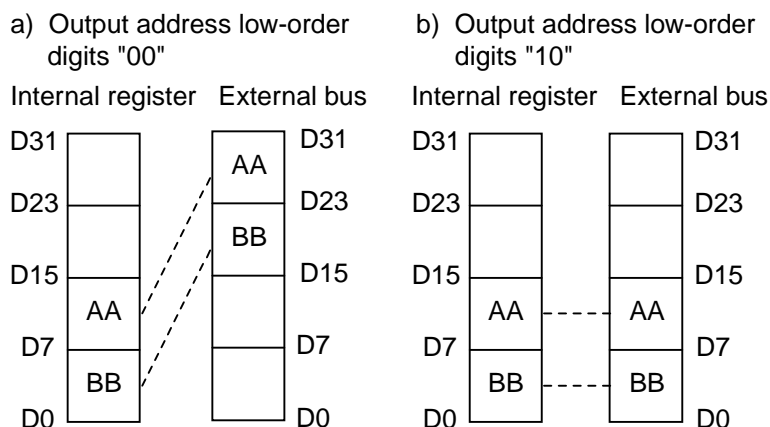 a) Output address low-order
digits "00"
Internal register External bus
D31 D31
AA
D23 D23
BB
D15 D15
AA
D7 D7
BB
D0 D0
b) Output address low-order
digits "10"
Internal register External bus
D31 D31
D23 D23
D15 D15
AA AA
D7 D7
BB BB
D0 D0